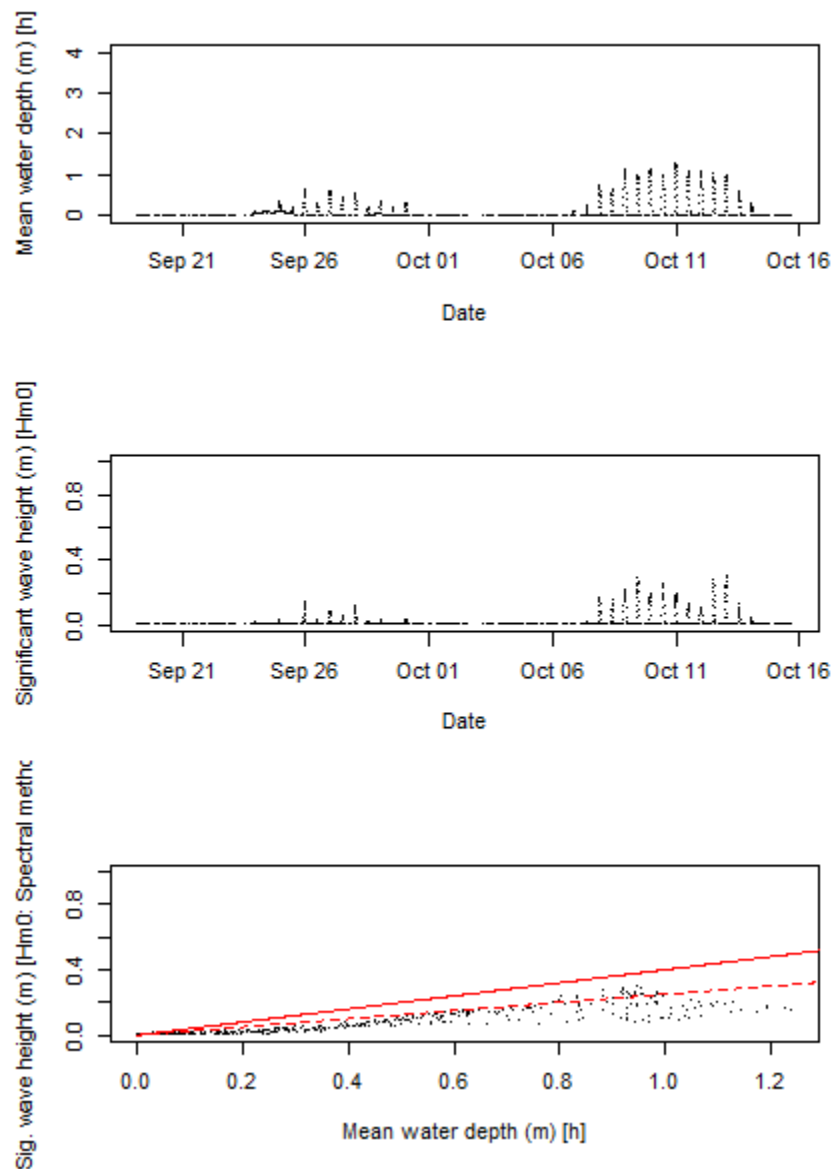 Mean water depth (m) [h]
4
3
2
1
0
Sep 21 Sep 26 Oct 01 Oct 06 Oct 11 Oct 16
Date
Significant wave height (m) [Hm0]
0.8
0.4
0.0
Sep 21 Sep 26 Oct 01 Oct 06 Oct 11 Oct 16
Date
Sig. wave height (m) [Hm0: Spectral metho
0.8
0.4
0.0
0.0 0.2 0.4 0.6 0.8 1.0 1.2
Mean water depth (m) [h]